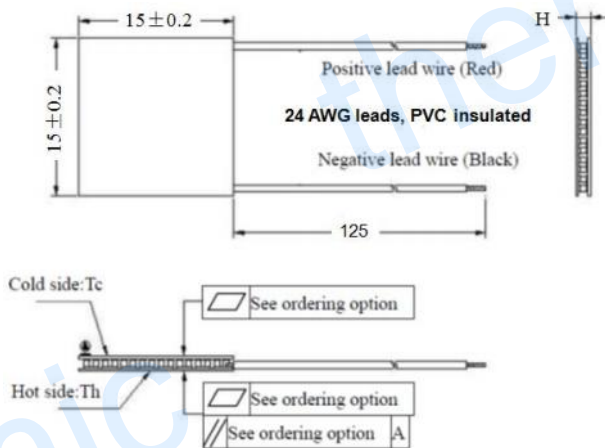 15±0.2
H
Positive lead wire (Red)
15±0.2
24 AWG leads, PVC insulated
Negative lead wire (Black)
125
Cold side:Tc
See ordering option
Hot side:Th
See ordering option
See ordering option A